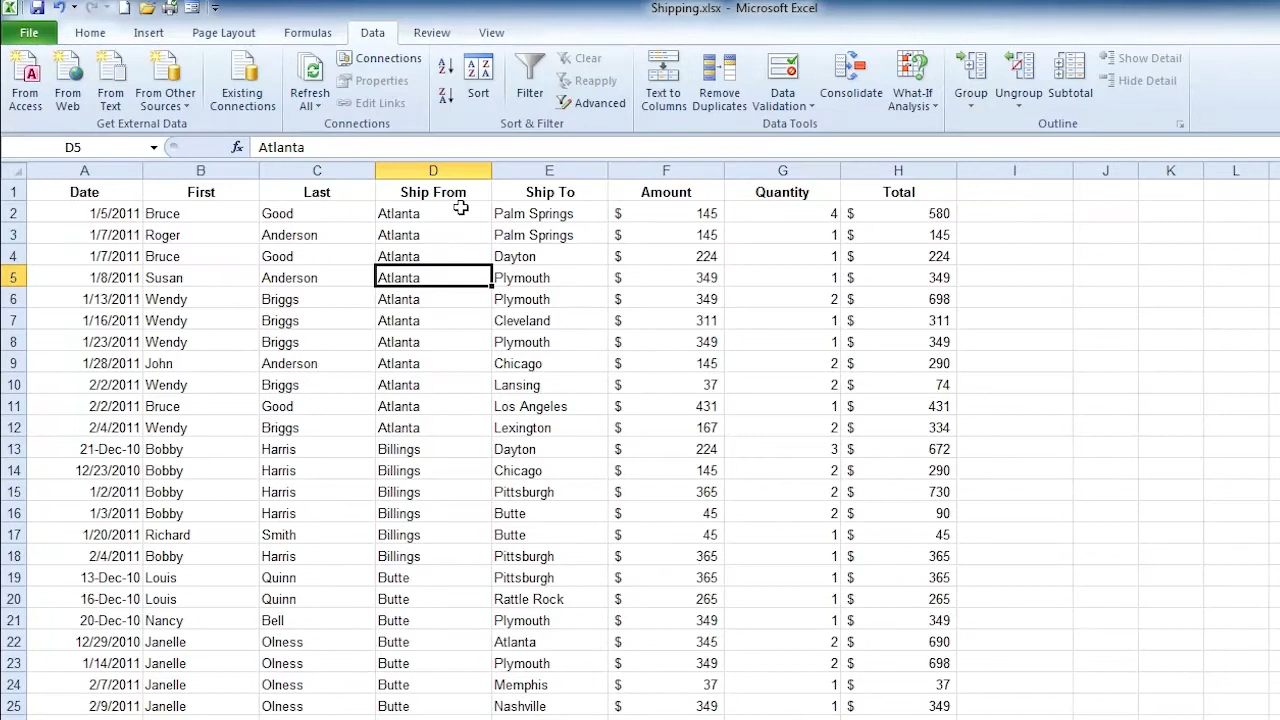 Shipping.xlsx - Microsoft Excel
File Home Insert Page Layout Formulas Data Review View
From Access
From Web
From Text
From Other Sources
Existing Connections
Get External Data
Refresh All
Connections
Properties
Edit Links
Connections
Sort
Filter
Clear
Reapply
Advanced
Sort & Filter
Text to Columns
Remove Duplicates
Data Validation
Consolidate
What-If Analysis
Data Tools
Group
Ungroup
Subtotal
Show Detail
Hide Detail
Outline
D5 fx Atlanta
A B C D E F G H I J K L
1 Date First Last Ship From Ship To Amount Quantity Total
2 1/5/2011 Bruce Good Atlanta Palm Springs $ 145 4 $ 580
3 1/7/2011 Roger Anderson Atlanta Palm Springs $ 145 1 $ 145
4 1/7/2011 Bruce Good Atlanta Dayton $ 224 1 $ 224
5 1/8/2011 Susan Anderson Atlanta Plymouth $ 349 1 $ 349
6 1/13/2011 Wendy Briggs Atlanta Plymouth $ 349 2 $ 698
7 1/16/2011 Wendy Briggs Atlanta Cleveland $ 311 1 $ 311
8 1/23/2011 Wendy Briggs Atlanta Plymouth $ 349 1 $ 349
9 1/28/2011 John Anderson Atlanta Chicago $ 145 2 $ 290
10 2/2/2011 Wendy Briggs Atlanta Lansing $ 37 2 $ 74
11 2/2/2011 Bruce Good Atlanta Los Angeles $ 431 1 $ 431
12 2/4/2011 Wendy Briggs Atlanta Lexington $ 167 2 $ 334
13 21-Dec-10 Bobby Harris Billings Dayton $ 224 3 $ 672
14 12/23/2010 Bobby Harris Billings Chicago $ 145 2 $ 290
15 1/2/2011 Bobby Harris Billings Pittsburgh $ 365 2 $ 730
16 1/3/2011 Bobby Harris Billings Butte $ 45 2 $ 90
17 1/20/2011 Richard Smith Billings Butte $ 45 1 $ 45
18 2/4/2011 Bobby Harris Billings Pittsburgh $ 365 1 $ 365
19 13-Dec-10 Louis Quinn Butte Pittsburgh $ 365 1 $ 365
20 16-Dec-10 Louis Quinn Butte Rattle Rock $ 265 1 $ 265
21 20-Dec-10 Nancy Bell Butte Plymouth $ 349 1 $ 349
22 12/29/2010 Janelle Olness Butte Atlanta $ 345 2 $ 690
23 1/14/2011 Janelle Olness Butte Plymouth $ 349 2 $ 698
24 2/7/2011 Janelle Olness Butte Memphis $ 37 1 $ 37
25 2/9/2011 Janelle Olness Butte Nashville $ 349 1 $ 349